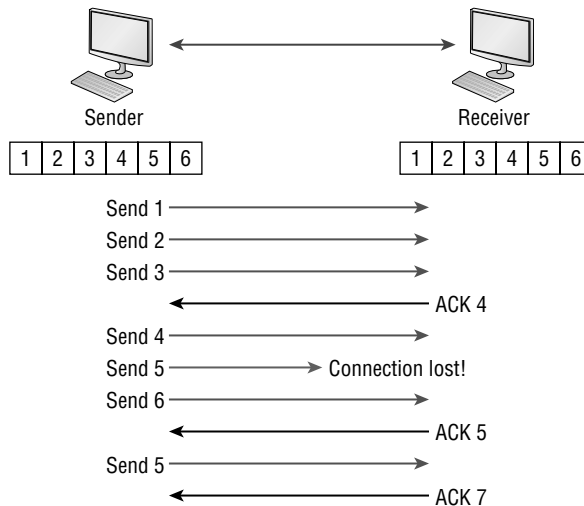 Sender Receiver
1 2 3 4 5 6 1 2 3 4 5 6
Send 1
Send 2
Send 3
ACK 4
Send 4
Send 5 Connection lost!
Send 6
ACK 5
Send 5
ACK 7